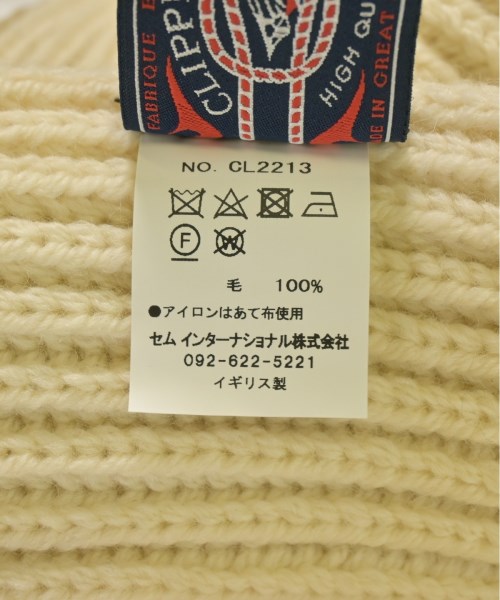 FABRIQUE
CLIPP
HIGH QU
DE IN GREAT
NO. CL2213
F
W
毛 100%
●アイロンはあて布使用
セム インターナショナル株式会社
092-622-5221
イギリス製